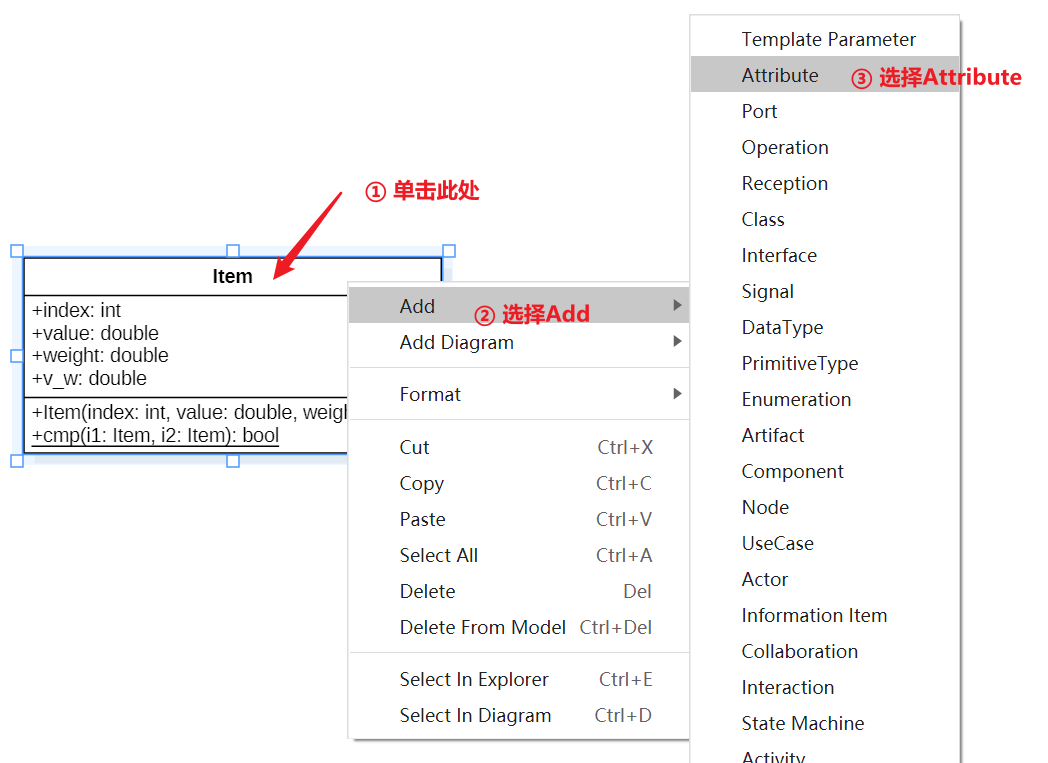 ① 单击此处
Item
+index: int
+value: double
+weight: double
+v_w: double
+Item(index: int, value: double, weigh
+cmp(i1: Item, i2: Item): bool
Add
② 选择Add
Add Diagram
Format
Cut Ctrl+X
Copy Ctrl+C
Paste Ctrl+V
Select All Ctrl+A
Delete Del
Delete From Model Ctrl+Del
Select In Explorer Ctrl+E
Select In Diagram Ctrl+D
Template Parameter
Attribute
③ 选择Attribute
Port
Operation
Reception
Class
Interface
Signal
DataType
PrimitiveType
Enumeration
Artifact
Component
Node
UseCase
Actor
Information Item
Collaboration
Interaction
State Machine
Activity